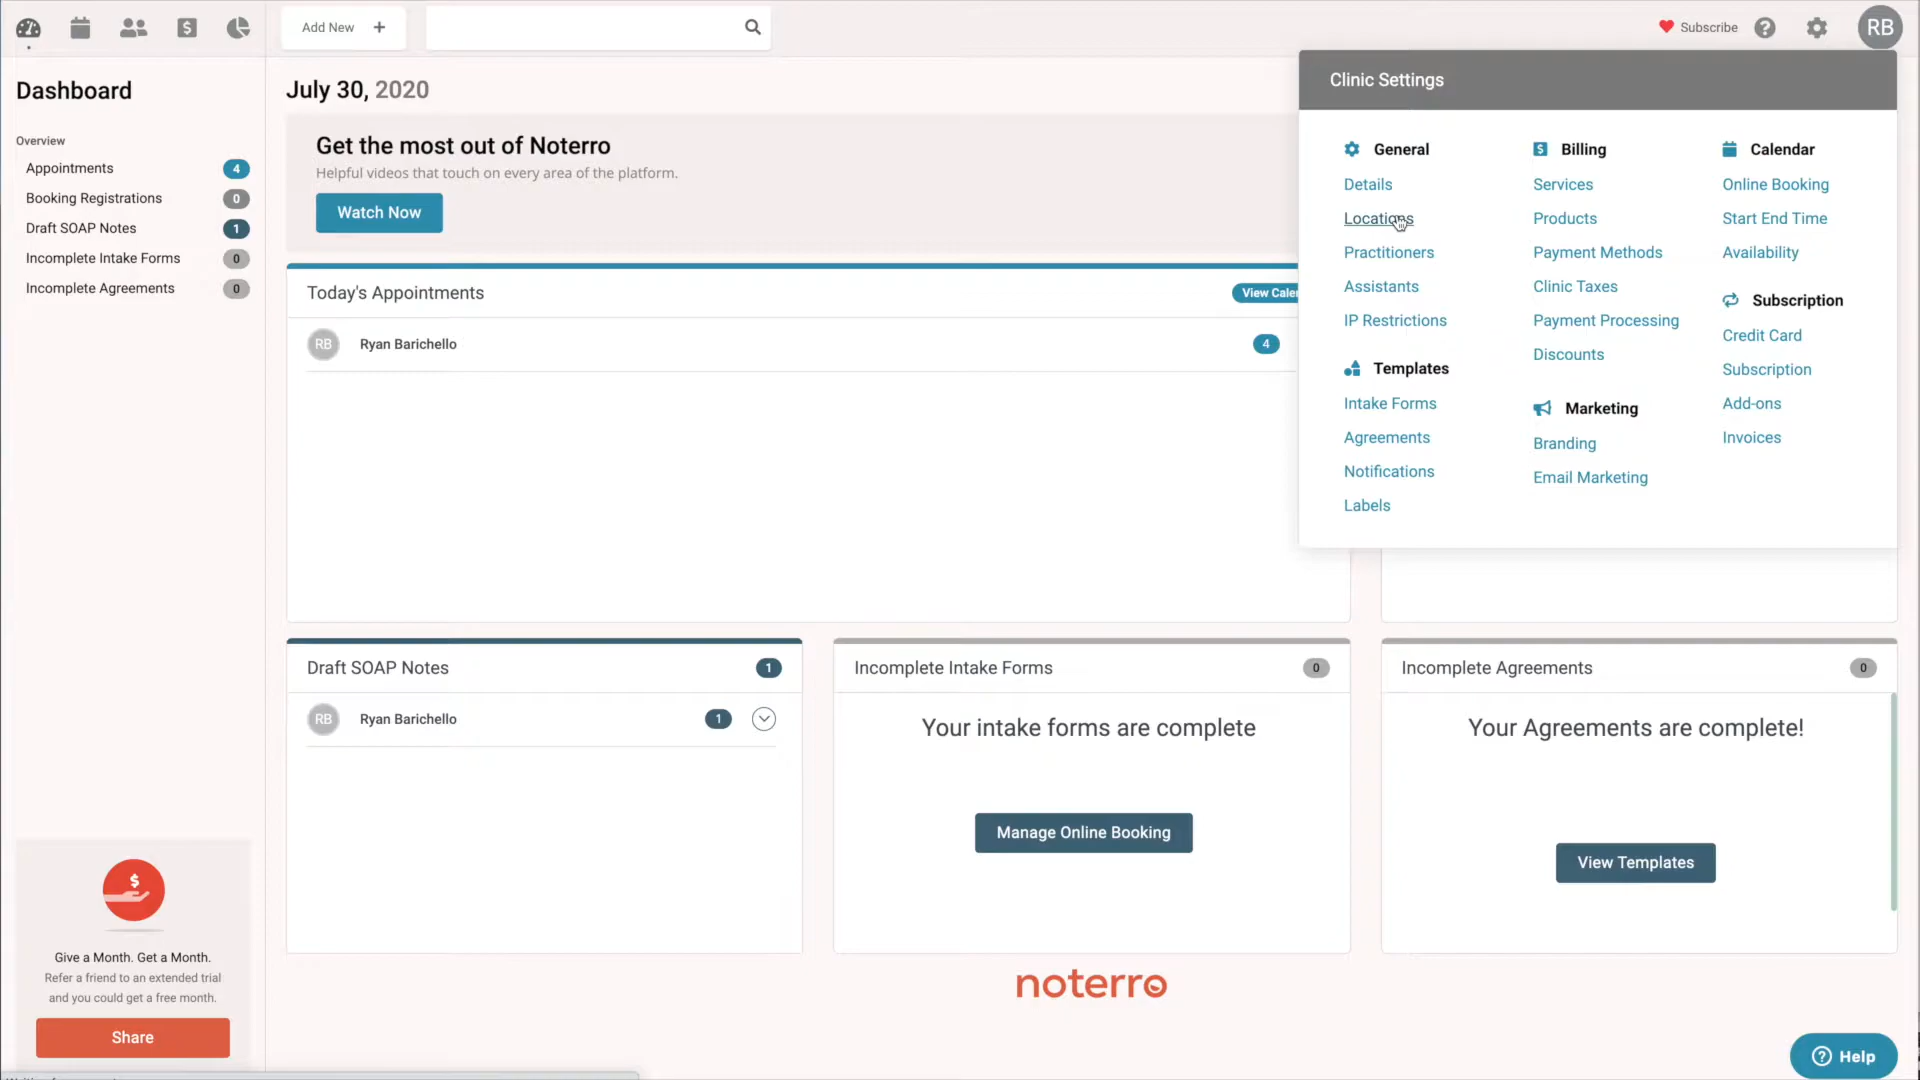 Add New +
Subscribe
RB
Dashboard
Overview
Appointments 4
Booking Registrations 0
Draft SOAP Notes 1
Incomplete Intake Forms 0
Incomplete Agreements 0
July 30, 2020
Get the most out of Noterro
Helpful videos that touch on every area of the platform.
Watch Now
Today's Appointments
View Calen
RB Ryan Barichello 4
Clinic Settings
General
Details
Locations
Practitioners
Assistants
IP Restrictions
Templates
Intake Forms
Agreements
Notifications
Labels
Billing
Services
Products
Payment Methods
Clinic Taxes
Payment Processing
Discounts
Marketing
Branding
Email Marketing
Calendar
Online Booking
Start End Time
Availability
Subscription
Credit Card
Subscription
Add-ons
Invoices
Draft SOAP Notes 1
RB Ryan Barichello 1
Incomplete Intake Forms 0
Your intake forms are complete
Manage Online Booking
Incomplete Agreements 0
Your Agreements are complete!
View Templates
Give a Month. Get a Month.
Refer a friend to an extended trial
and you could get a free month.
Share
noterro
Help